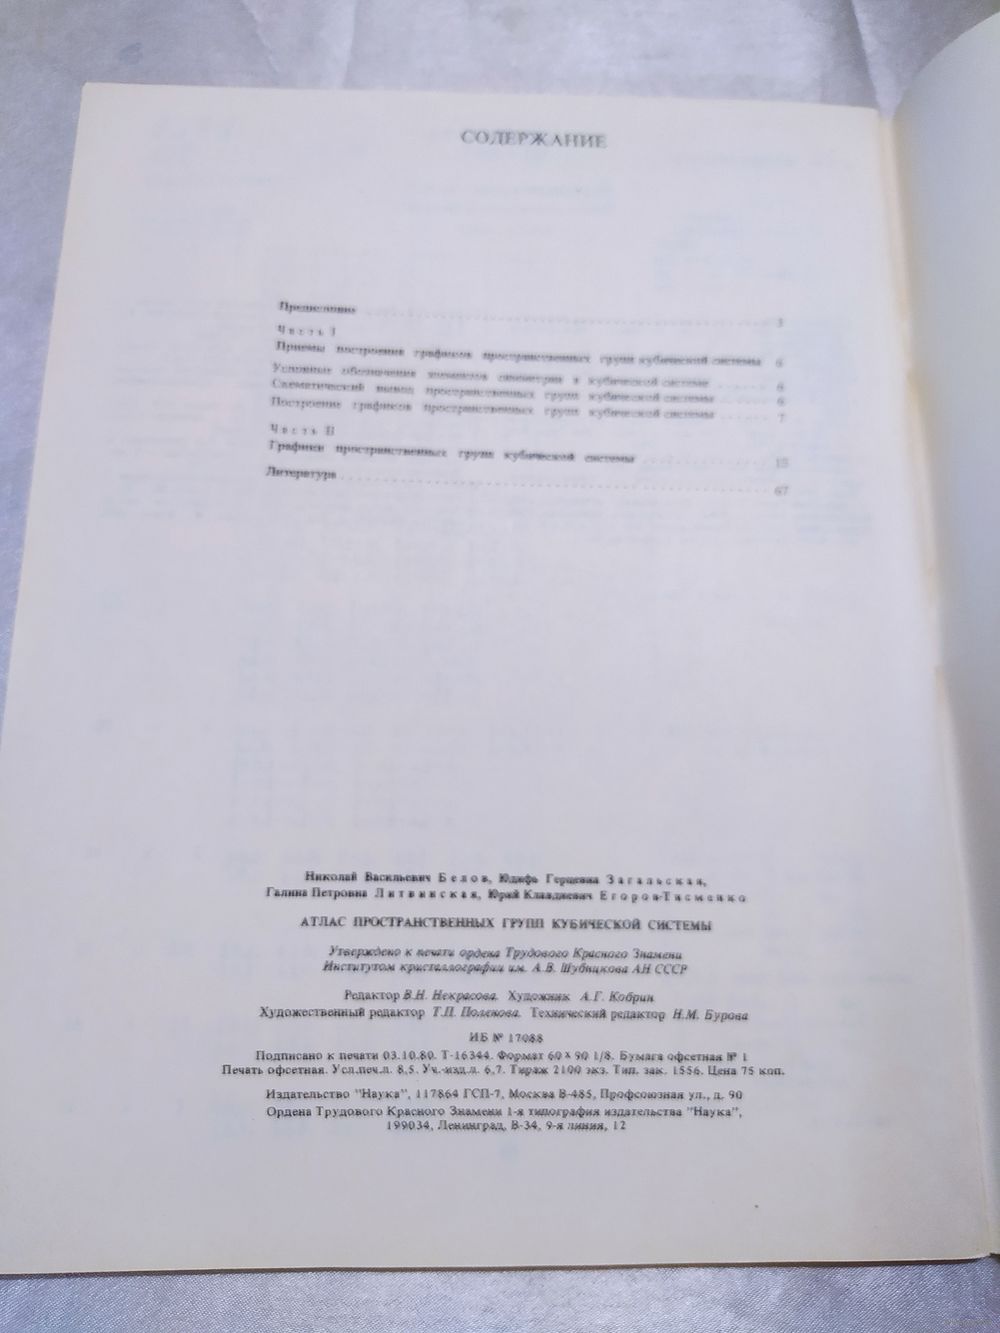 СОДЕРЖАНИЕ
Предисловие 3
Часть I
Приемы построения графиков пространственных групп кубической системы 6
Условные обозначения элементов симметрии в кубической системе 6
Схематический вывод пространственных групп кубической системы 6
Построение графиков пространственных групп кубической системы 7
Часть II
Графики пространственных групп кубической системы 15
Литература 67
Николай Васильевич Белов, Юдифь Герцевна Загальская,
Галина Петровна Литвинская, Юрий Клавдиевич Егоров-Тисменко
АТЛАС ПРОСТРАНСТВЕННЫХ ГРУПП КУБИЧЕСКОЙ СИСТЕМЫ
Утверждено к печати ордена Трудового Красного Знамени
Институтом кристаллографии им. А.В. Шубникова АН СССР
Редактор В.Н. Некрасова. Художник А.Г. Кобрин
Художественный редактор Т.П. Поленова. Технический редактор Н.М. Бурова
ИБ № 17088
Подписано к печати 03.10.80. Т-16344. Формат 60 х 90 1/8. Бумага офсетная № 1
Печать офсетная. Усл.печ.л. 8,5. Уч.-изд.л. 6,7. Тираж 2100 экз. Тип. зак. 1556. Цена 75 коп.
Издательство "Наука", 117864 ГСП-7, Москва В-485, Профсоюзная ул., д. 90
Ордена Трудового Красного Знамени 1-я типография издательства "Наука",
199034, Ленинград, В-34, 9-я линия, 12